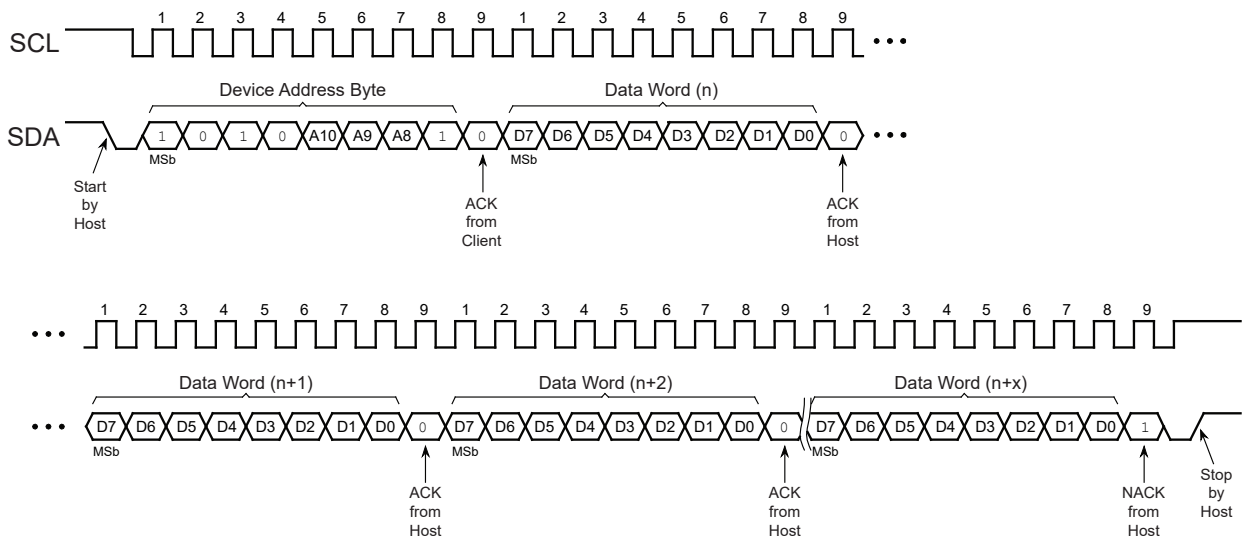 1 2 3 4 5 6 7 8 9 1 2 3 4 5 6 7 8 9
SCL
Device Address Byte Data Word (n)
SDA 1 0 1 0 A10 A9 A8 1 0 D7 D6 D5 D4 D3 D2 D1 D0 0
MSb MSb
Start by Host
ACK from Client
ACK from Host
1 2 3 4 5 6 7 8 9 1 2 3 4 5 6 7 8 9 1 2 3 4 5 6 7 8 9
Data Word (n+1) Data Word (n+2) Data Word (n+x)
D7 D6 D5 D4 D3 D2 D1 D0 0 D7 D6 D5 D4 D3 D2 D1 D0 0 D7 D6 D5 D4 D3 D2 D1 D0 1
MSb MSb MSb
ACK from Host
ACK from Host
NACK from Host
Stop by Host